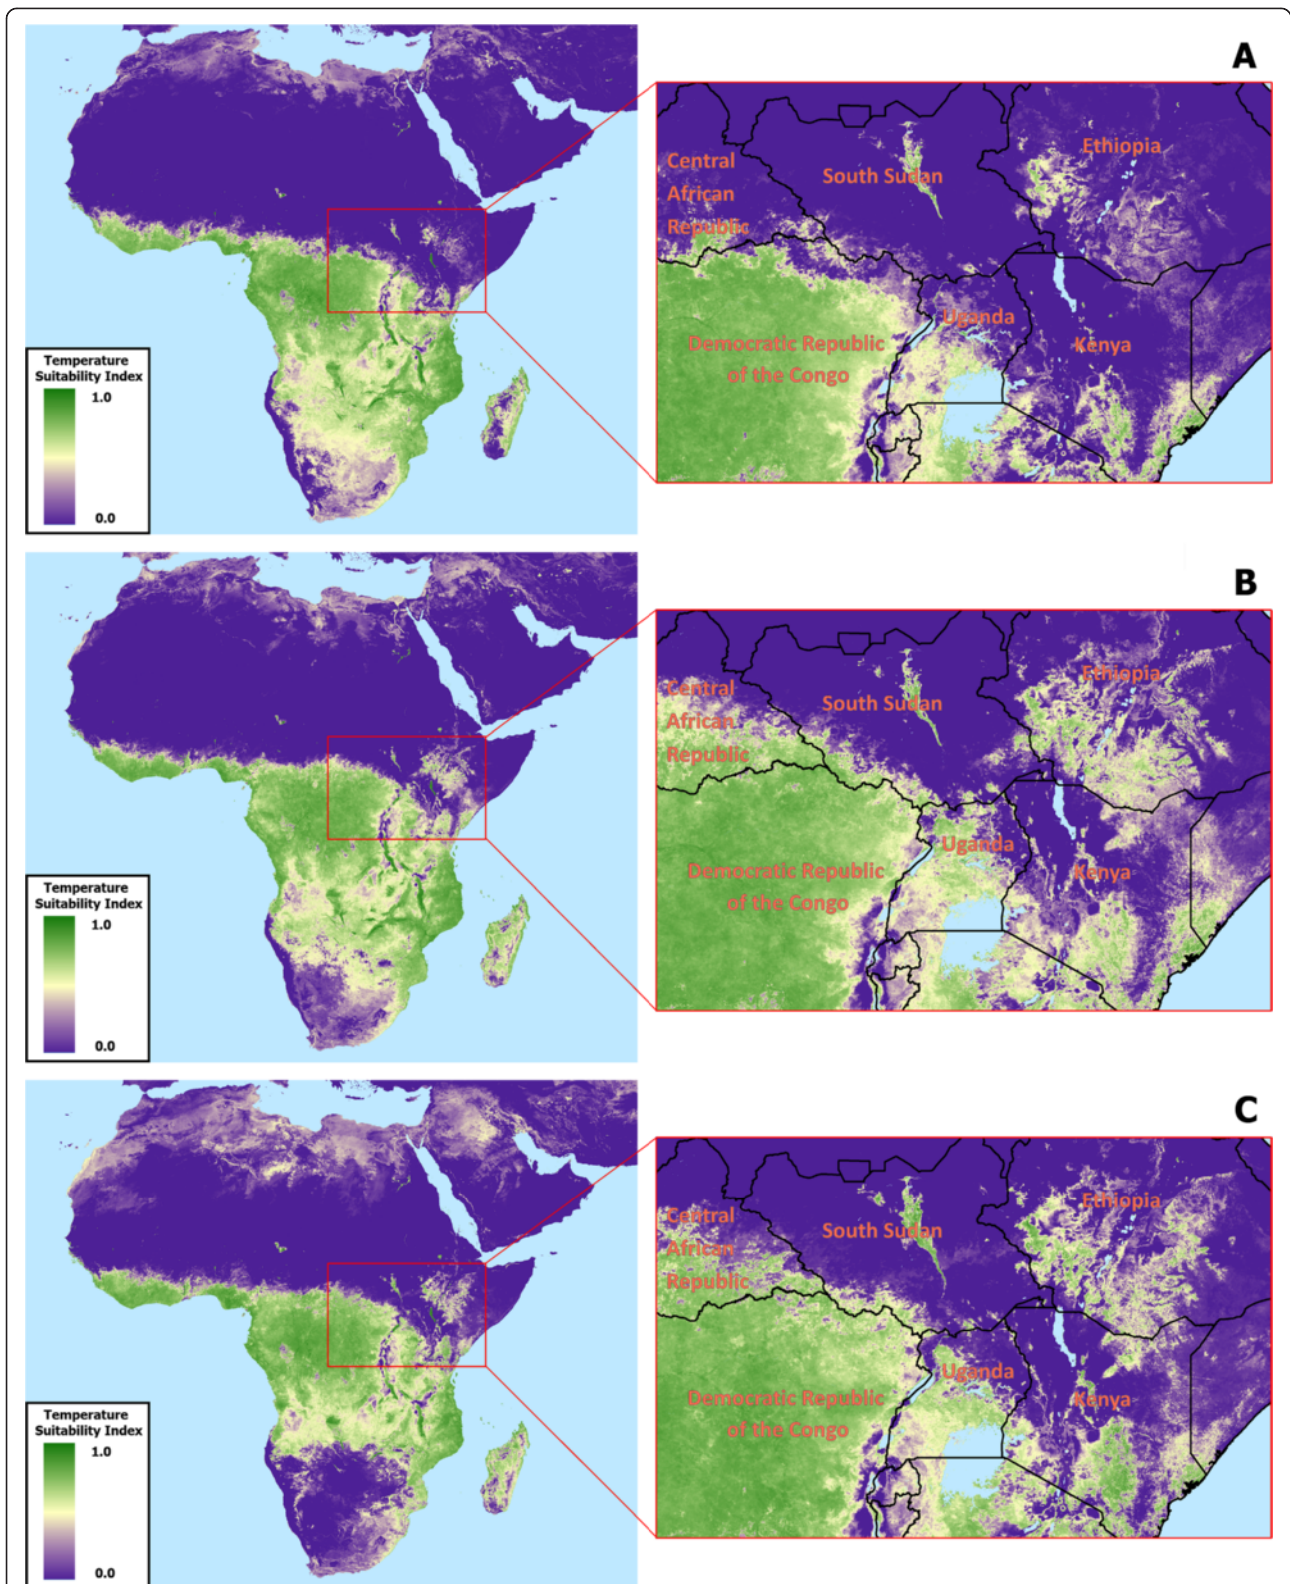 A
Central
African
Republic
South Sudan
Ethiopia
Uganda
Democratic Republic
of the Congo
Kenya
Temperature
Suitability Index
1.0
0.0
B
Central
African
Republic
South Sudan
Ethiopia
Uganda
Democratic Republic
of the Congo
Kenya
Temperature
Suitability Index
1.0
0.0
C
Central
African
Republic
South Sudan
Ethiopia
Uganda
Democratic Republic
of the Congo
Kenya
Temperature
Suitability Index
1.0
0.0